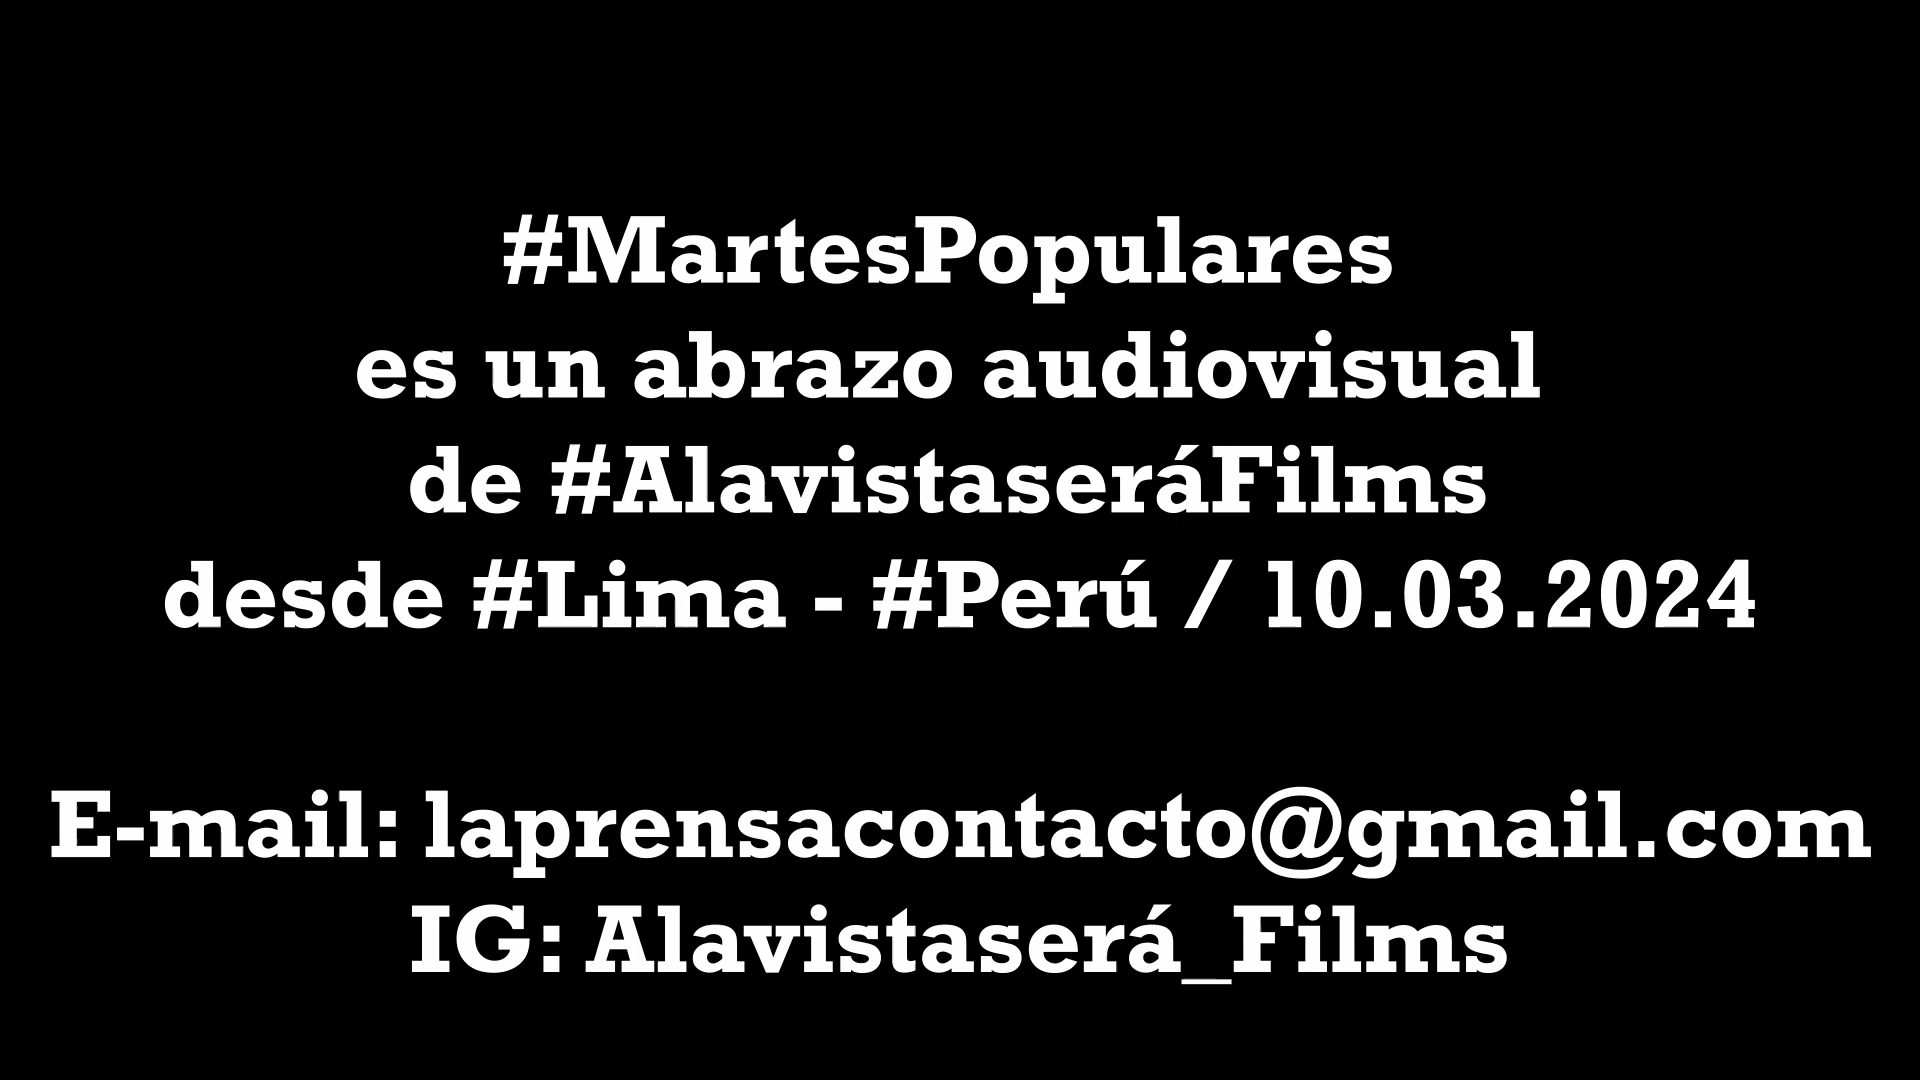 #MartesPopulares
es un abrazo audiovisual
de #AlavistaseráFilms
desde #Lima - #Perú / 10.03.2024
E-mail: laprensacontacto@gmail.com
IG: Alavistaserá_Films